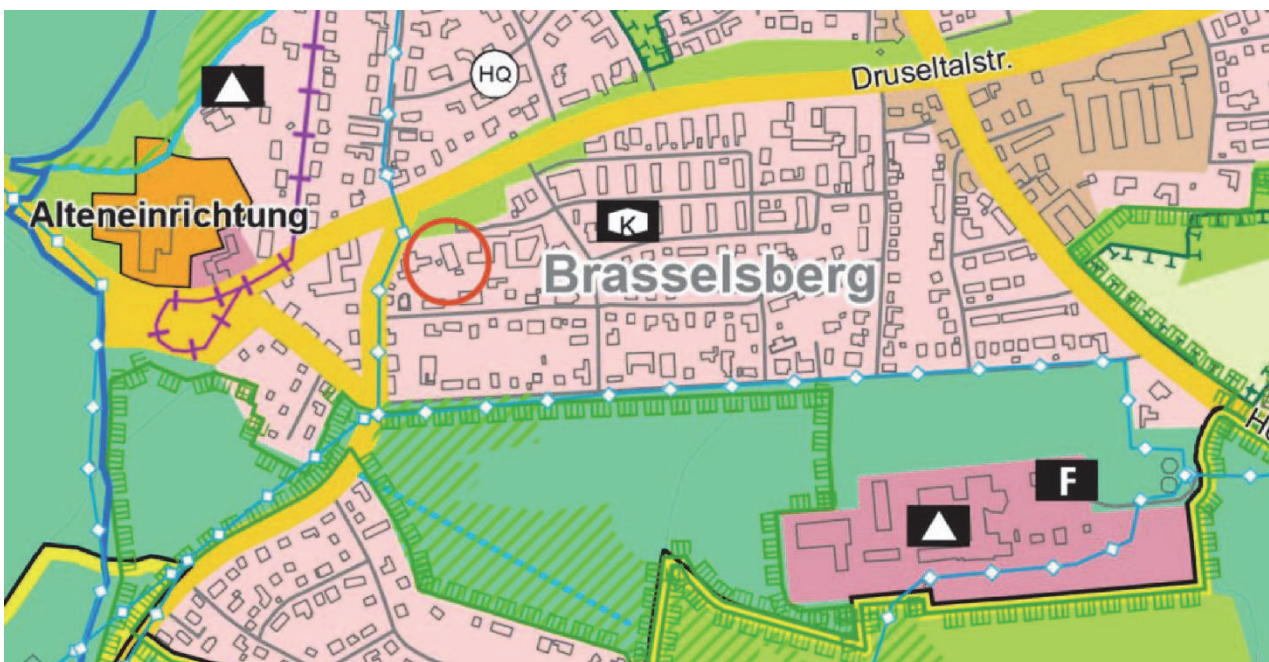 HQ
Druseltalstr.
Alteneinrichtung
K
Brasselsberg
F